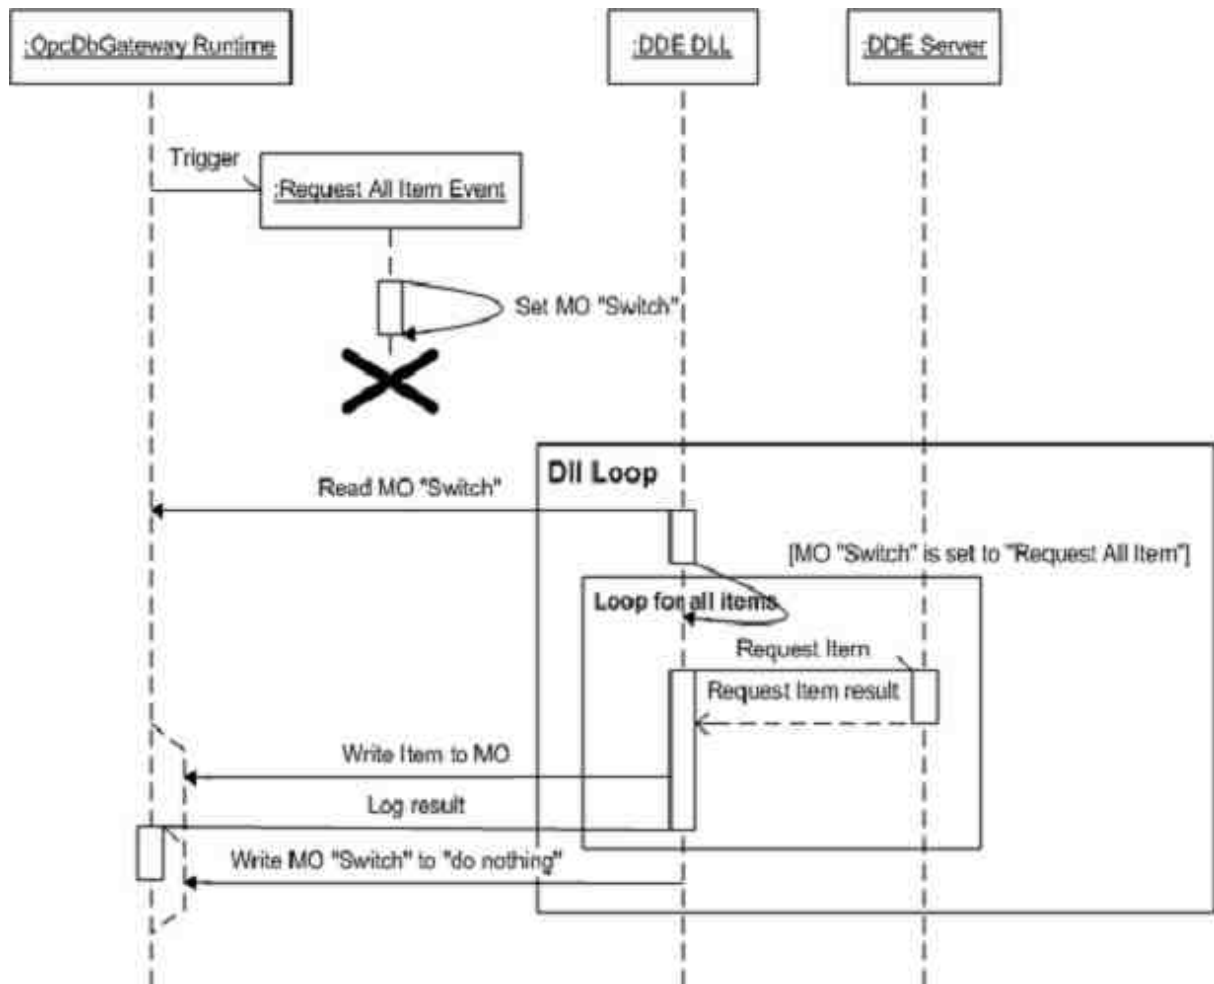 :OpcDbGateway Runtime
:DDE DLL
:DDE Server
Trigger
:Request All Item Event
Set MO "Switch"
Dll Loop
Read MO "Switch"
[MO "Switch" is set to "Request All Item"]
Loop for all items
Request Item
Request Item result
Write Item to MO
Log result
Write MO "Switch" to "do nothing"